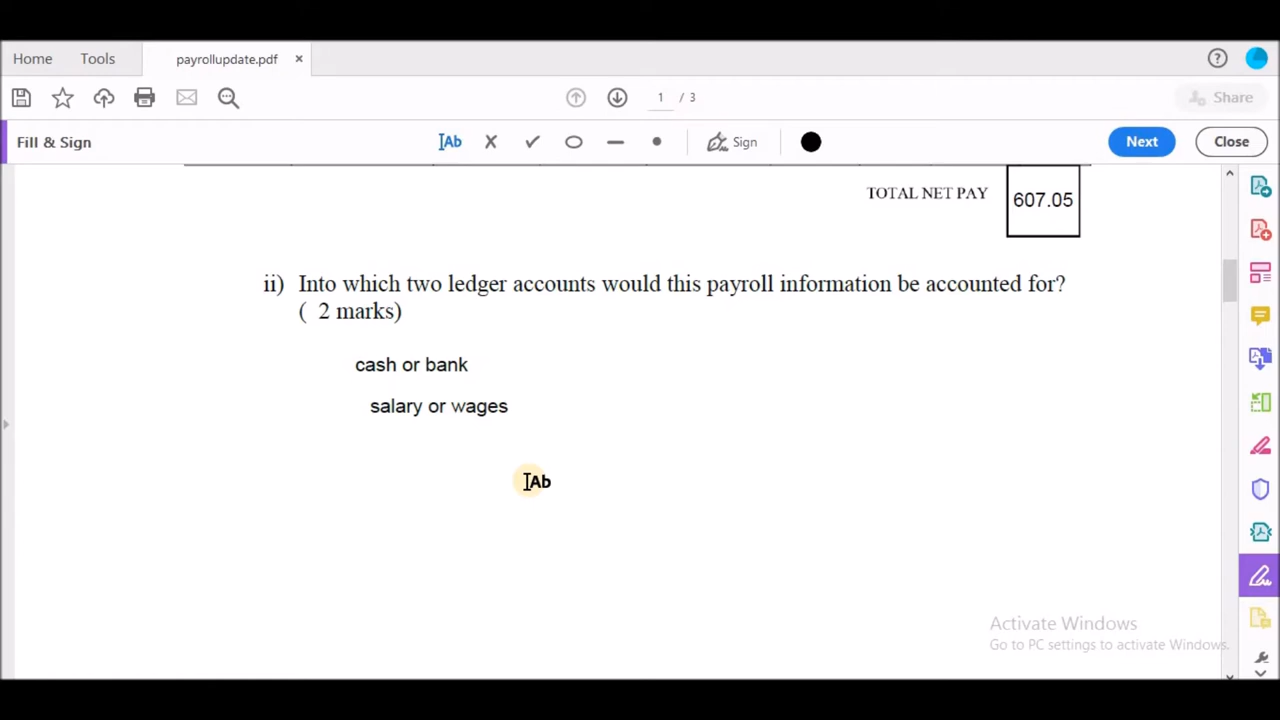 Home Tools payrollupdate.pdf ×
1 / 3 Share
Fill & Sign Ab Sign Next Close
TOTAL NET PAY 607.05
ii) Into which two ledger accounts would this payroll information be accounted for?
( 2 marks)
cash or bank
salary or wages
Ab
Activate Windows
Go to PC settings to activate Windows.